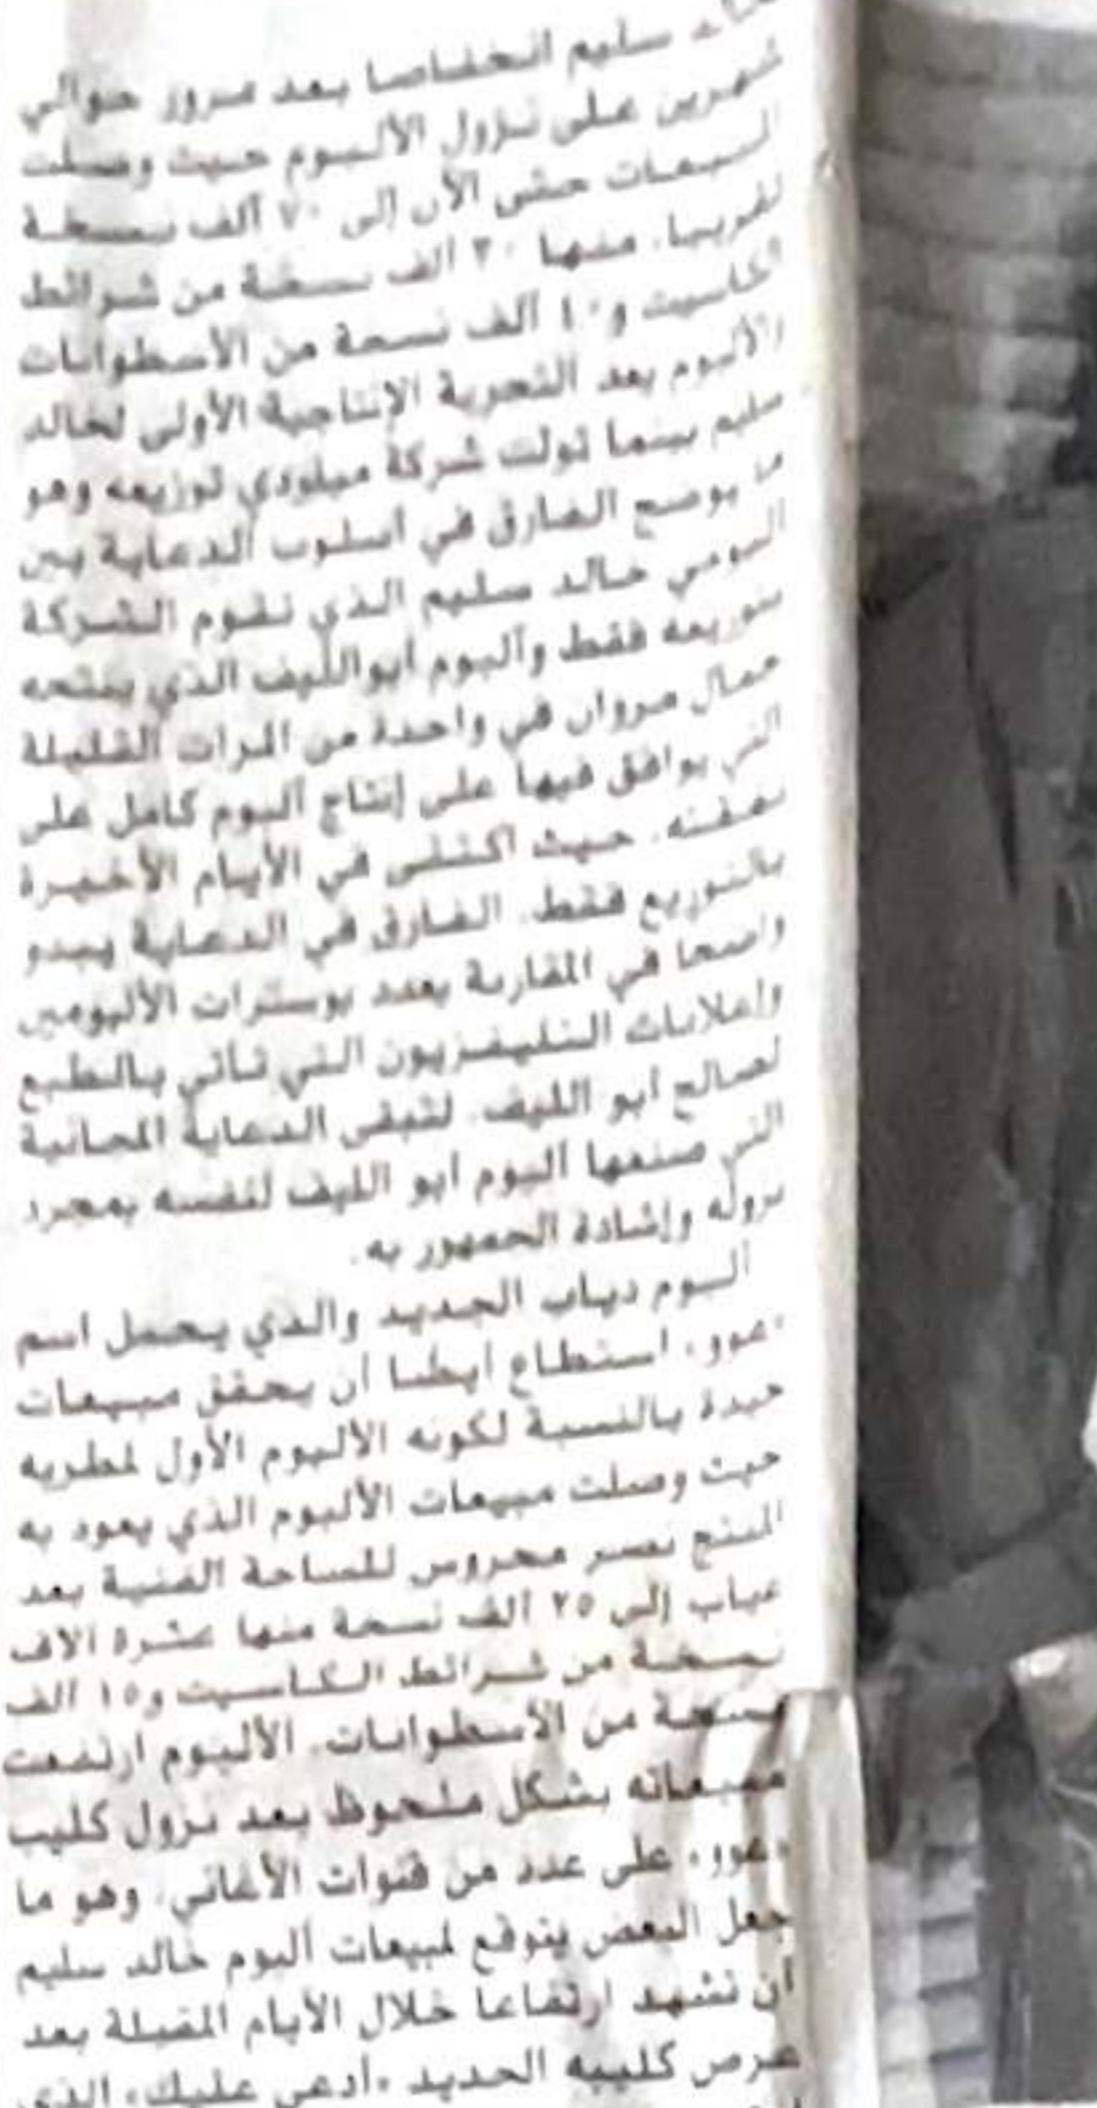 خالد سليم انخفاضا بعد مرور حوالي
شهرين على نزول الألبوم حيث وصلت
المبيعات حتى الآن إلى ٧٠ ألف نسخة
تقريبا، منها ٣٠ ألف نسخة من شرائط
الكاسيت و٤٠ ألف نسخة من الأسطوانات
والألبوم يعد التجربة الإنتاجية الأولى لخالد
سليم بينما تولت شركة ميلودي توزيعه وهو
ما يوضح الفارق في أسلوب الدعاية بين
ألبومي خالد سليم الذي تقوم الشركة
بتوزيعه فقط وألبوم أبوالليف الذي ينتجه
جمال مروان في واحدة من المرات القليلة
التي يوافق فيها على إنتاج ألبوم كامل على
نفقته، حيث اكتفى في الأيام الأخيرة
بالتوزيع فقط. الفارق في الدعاية يبدو
واضحا في المقارنة بعدد بوسترات الألبومين
وإعلانات التليفزيون التي تأتي بالطبع
لصالح أبو الليف. لتبقى الدعاية المجانية
التي صنعها ألبوم أبو الليف لنفسه بمجرد
نزوله وإشادة الجمهور به.
ألبوم دياب الجديد والذي يحمل اسم
«غوو» استطاع أيضا أن يحقق مبيعات
جيدة بالنسبة لكونه الألبوم الأول لمطربه
حيث وصلت مبيعات الألبوم الذي يعود به
المنتج نصر محروس للساحة الفنية بعد
غياب إلى ٢٥ ألف نسخة منها عشرة آلاف
نسخة من شرائط الكاسيت و١٥ ألف
نسخة من الأسطوانات. الألبوم ارتفعت
مبيعاته بشكل ملحوظ بعد نزول كليب
«غوو» على عدد من قنوات الأغاني، وهو ما
جعل البعض يتوقع لمبيعات ألبوم خالد سليم
أن تشهد ارتفاعا خلال الأيام المقبلة بعد
عرض كليبه الجديد «أدعي عليك» الذي